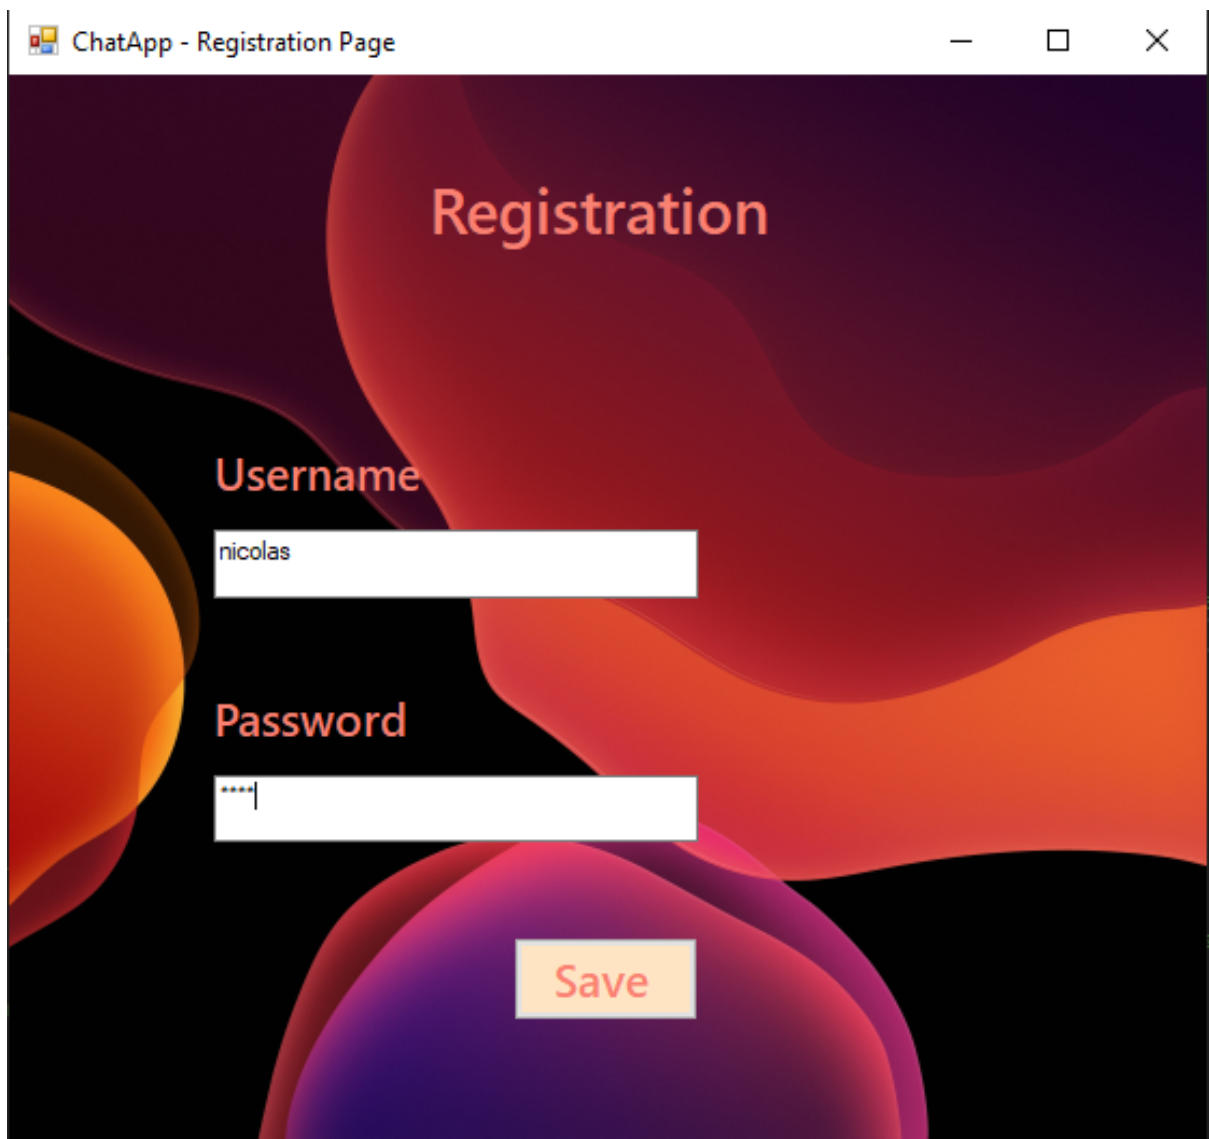 ChatApp - Registration Page
Registration
Username
nicolas
Password
****
Save